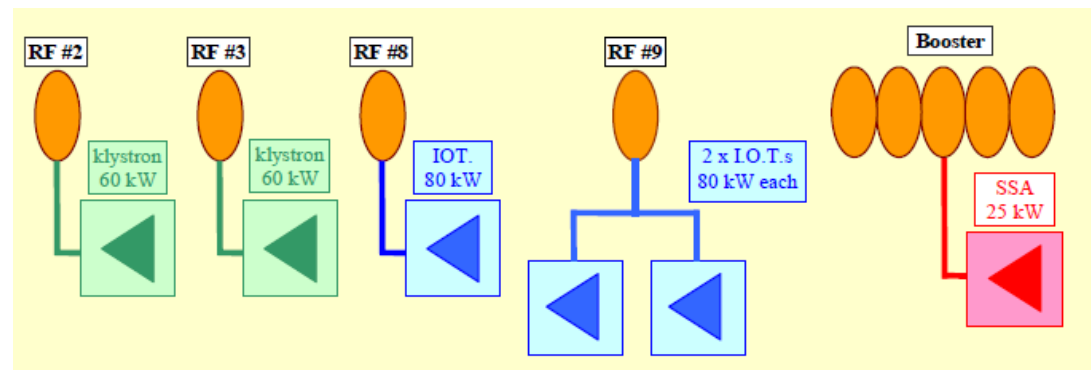 RF #2
RF #3
RF #8
RF #9
Booster
klystron
60 kW
klystron
60 kW
IOT.
80 kW
2 x I.O.T.s
80 kW each
SSA
25 kW